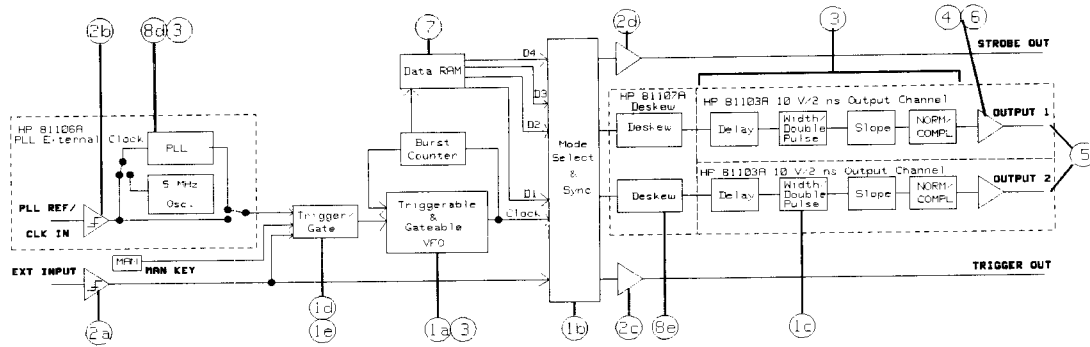 2b
8d
3
7
2d
3
4
6
STROBE OUT
D4
Data RAM
D3
D2
HP 81107A
Deskew
HP 81103A 10 V/2 ns Output Channel
OUTPUT 1
HP 81106A
PLL External Clock
PLL
Burst
Counter
Mode
Select
&
Sync
Deskew
Delay
Width/
Double
Pulse
Slope
NORM/
COMPL
5
5 MHz
Osc.
D1
HP 81103A 10 V/2 ns Output Channel
OUTPUT 2
PLL REF/
CLK IN
Trigger/
Gate
Triggerable
&
Gateable
VFO
Clock
Deskew
Delay
Width/
Double
Pulse
Slope
NORM/
COMPL
MAN
MAN KEY
EXT INPUT
TRIGGER OUT
2a
1d
1e
1a
3
1b
2c
8e
1c